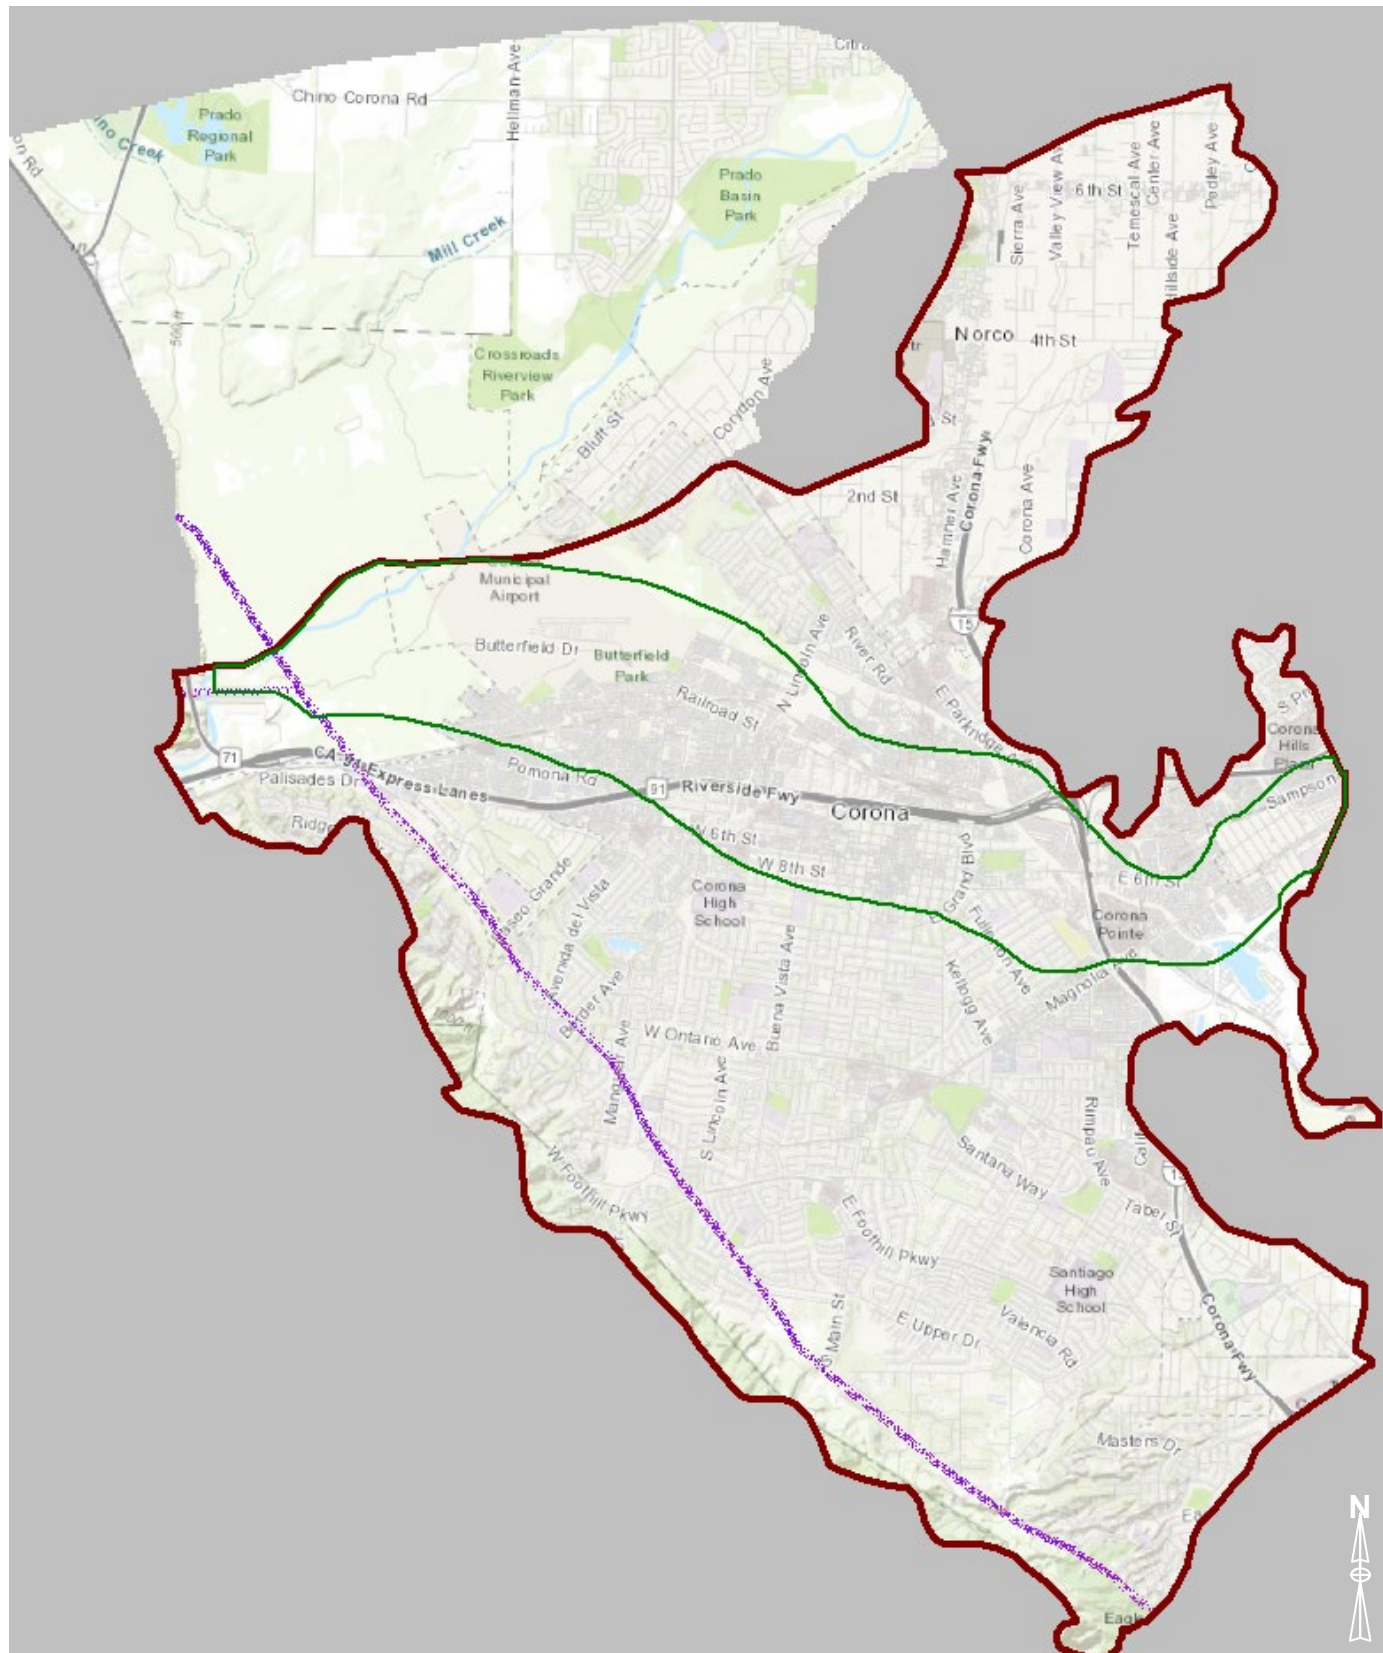 Chino Corona Rd
Hellman Ave
Prado
Regional
Park
Creek
Mill Creek
Prado
Basin
Park
Sierra Ave
6th St
Temescal Ave
Center Ave
Pedley Ave
Hillside Ave
Norco
4th St
500 ft
Crossroads
Riverview
Park
Corydon Ave
Bluff St
2nd St
Hamner Ave
Corona Fwy
Corona Ave
Municipal
Airport
15
Butterfield Dr
Butterfield
Park
N Lincoln Ave
River Rd
Railroad St
Corona
Hills
71
Palisades Dr
Pomona Rd
91
Riverside Fwy
Corona
Sampson
W 6th St
W 8th St
Grand Blvd
E 6th St
Corona
High
School
Avenida del Vista
Fullerton Ave
Corona
Pointe
Buena Vista Ave
Kellogg Ave
Magnolia Ave
Border Ave
W Ontario Ave
S Lincoln Ave
Rimpau Ave
W Foothill Pkwy
Santana Way
Taber St
E Foothill Pkwy
Santiago
High
School
S Main St
E Upper Dr
Valencia Rd
Corona Fwy
Masters Dr
N